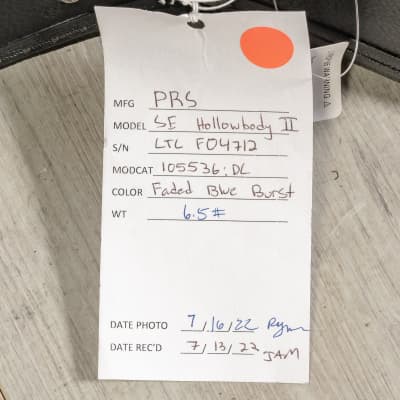 MFG PRS
MODEL SE Hollowbody II
S/N LTC F04712
MODCAT 105536:DL
COLOR Faded Blue Burst
WT 6.5#
DATE PHOTO 7/16/22 Ryan
DATE REC'D 7/13/22 JAM